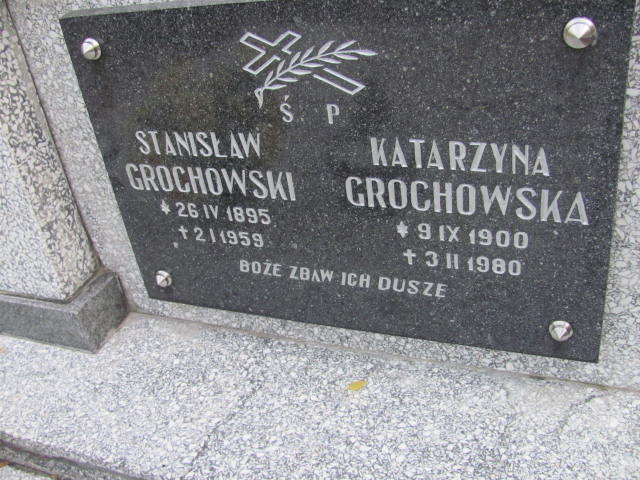 Ś P
STANISŁAW
GROCHOWSKI
* 26 IV 1895
+ 2 I 1959
KATARZYNA
GROCHOWSKA
* 9 IX 1900
+ 3 II 1980
BOŻE ZBAW ICH DUSZE